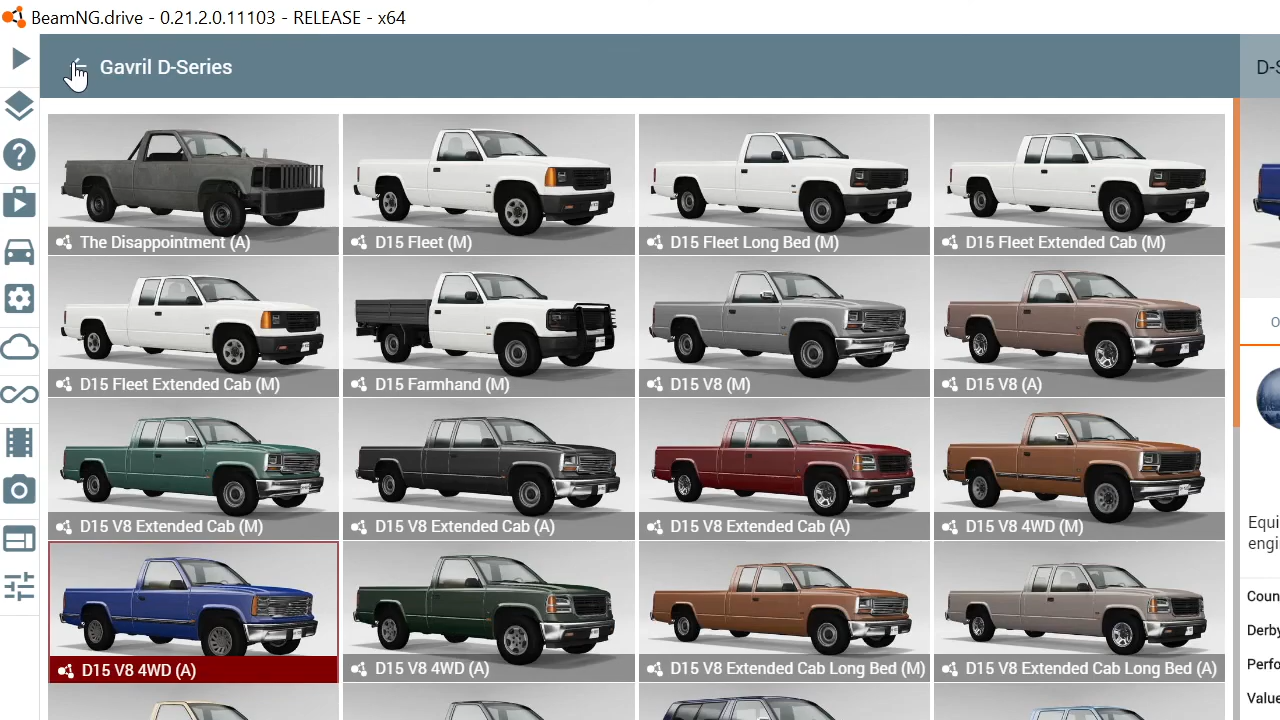 BeamNG.drive - 0.21.2.0.11103 - RELEASE - x64
Gavril D-Series
The Disappointment (A)
D15 Fleet (M)
D15 Fleet Long Bed (M)
D15 Fleet Extended Cab (M)
D15 Fleet Extended Cab (M)
D15 Farmhand (M)
D15 V8 (M)
D15 V8 (A)
D15 V8 Extended Cab (M)
D15 V8 Extended Cab (A)
D15 V8 Extended Cab (A)
D15 V8 4WD (M)
D15 V8 4WD (A)
D15 V8 4WD (A)
D15 V8 Extended Cab Long Bed (M)
D15 V8 Extended Cab Long Bed (A)
D-S
Equi
engi
Coun
Derby
Perfo
Value